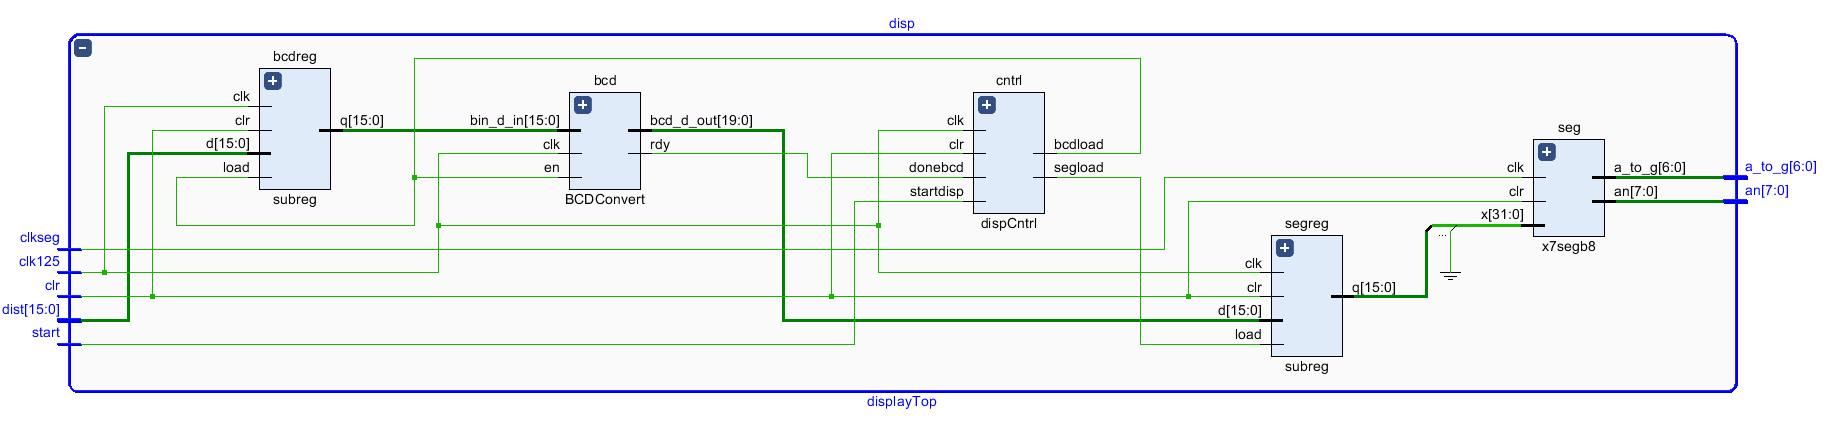 disp
bcdreg
clk
clr
d[15:0]
load
q[15:0]
subreg
bcd
bin_d_in[15:0]
clk
en
bcd_d_out[19:0]
rdy
BCDConvert
cntrl
clk
clr
donebcd
startdisp
bcdload
segload
dispCntrl
seg
clk
clr
x[31:0]
...
a_to_g[6:0]
an[7:0]
x7segb8
a_to_g[6:0]
an[7:0]
segreg
clk
clr
d[15:0]
load
q[15:0]
subreg
clkseg
clk125
clr
dist[15:0]
start
displayTop